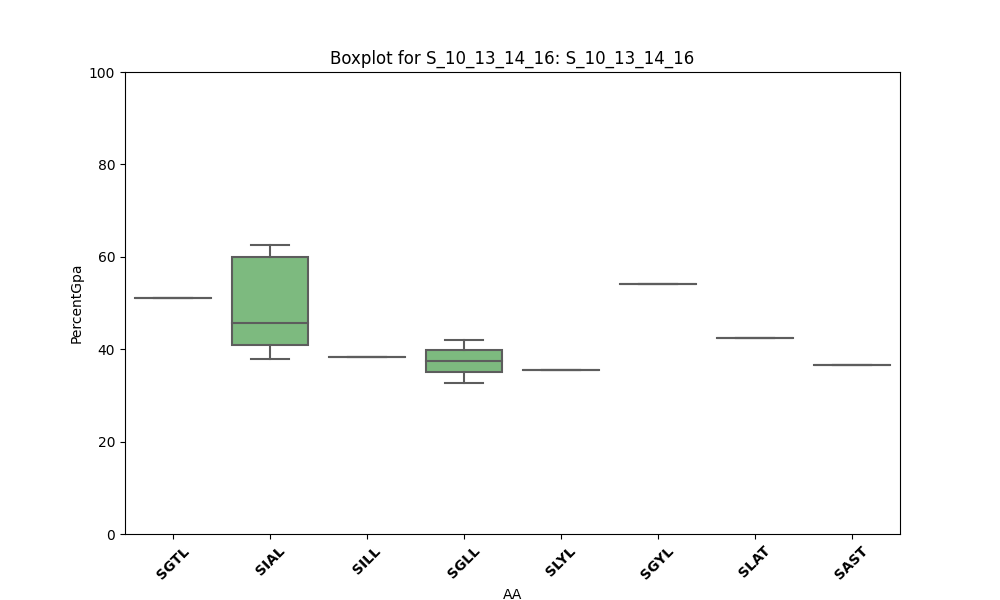 Boxplot for S_10_13_14_16: S_10_13_14_16
100
80
60
40
20
0
PercentGpa
SGTL
SIAL
SILL
SGLL
SLYL
SGYL
SLAT
SAST
AA